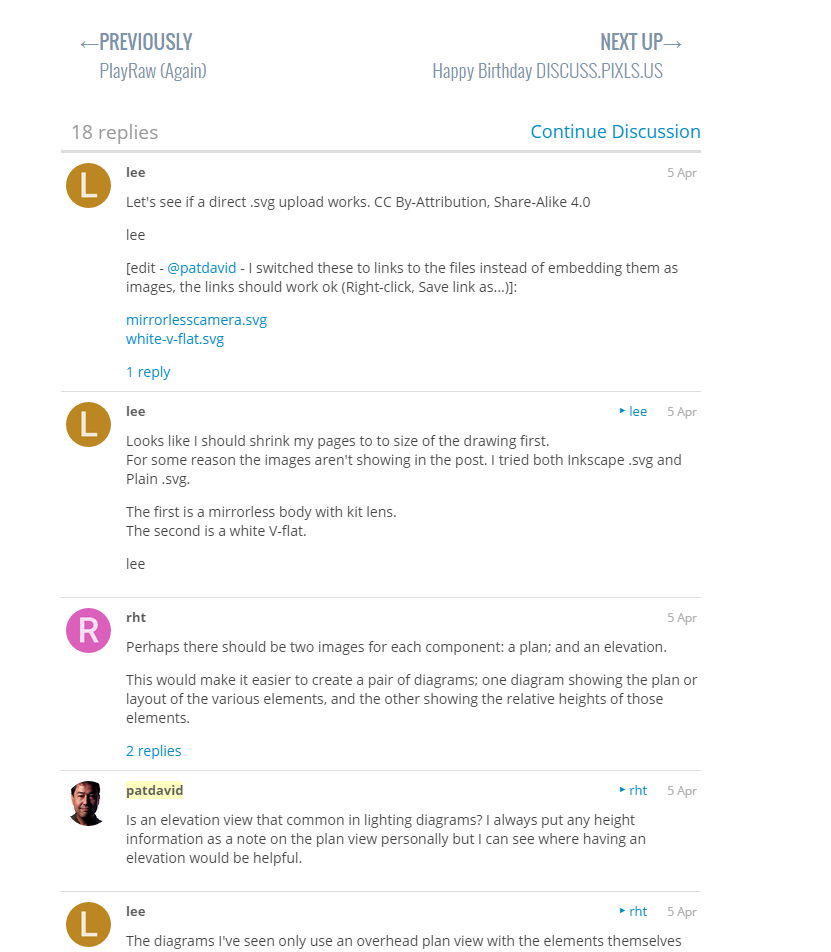 ←PREVIOUSLY
PlayRaw (Again)
NEXT UP→
Happy Birthday DISCUSS.PIXLS.US
18 replies
Continue Discussion
L
lee
5 Apr
Let's see if a direct .svg upload works. CC By-Attribution, Share-Alike 4.0
lee
[edit - @patdavid - I switched these to links to the files instead of embedding them as
images, the links should work ok (Right-click, Save link as…)]:
mirrorlesscamera.svg
white-v-flat.svg
1 reply
L
lee
▸ lee
5 Apr
Looks like I should shrink my pages to to size of the drawing first.
For some reason the images aren't showing in the post. I tried both Inkscape .svg and
Plain .svg.
The first is a mirrorless body with kit lens.
The second is a white V-flat.
lee
R
rht
5 Apr
Perhaps there should be two images for each component: a plan; and an elevation.
This would make it easier to create a pair of diagrams; one diagram showing the plan or
layout of the various elements, and the other showing the relative heights of those
elements.
2 replies
patdavid
▸ rht
5 Apr
Is an elevation view that common in lighting diagrams? I always put any height
information as a note on the plan view personally but I can see where having an
elevation would be helpful.
L
lee
▸ rht
5 Apr
The diagrams I've seen only use an overhead plan view with the elements themselves